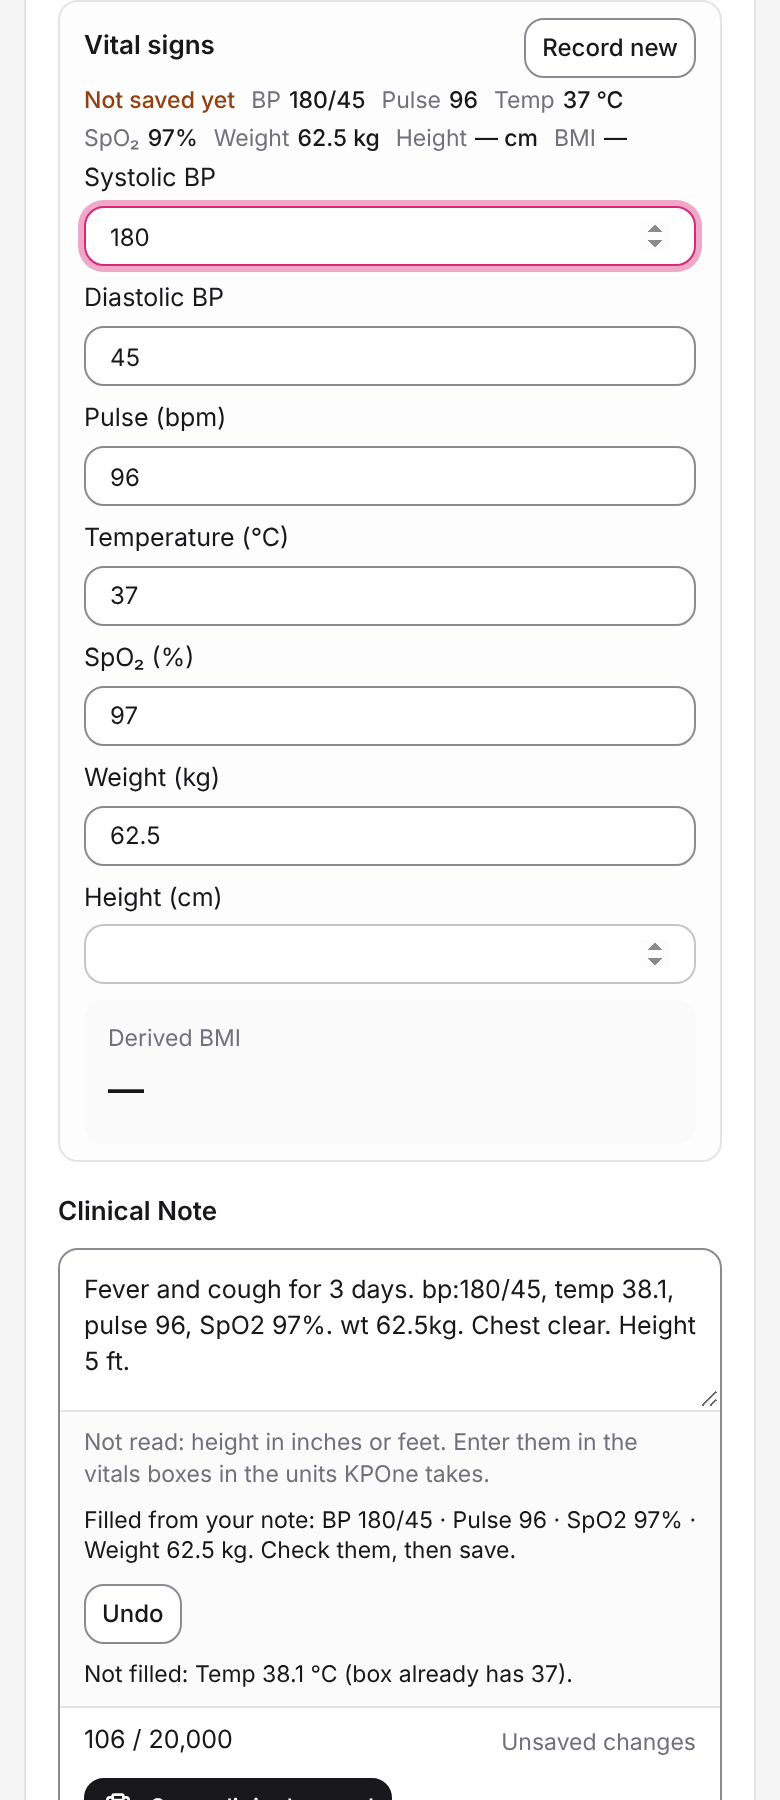 Vital signs
Record new
Not saved yet BP 180/45 Pulse 96 Temp 37 °C
SpO₂ 97% Weight 62.5 kg Height — cm BMI —
Systolic BP
180
Diastolic BP
45
Pulse (bpm)
96
Temperature (°C)
37
SpO₂ (%)
97
Weight (kg)
62.5
Height (cm)
Derived BMI
—
Clinical Note
Fever and cough for 3 days. bp:180/45, temp 38.1,
pulse 96, SpO2 97%. wt 62.5kg. Chest clear. Height
5 ft.
Not read: height in inches or feet. Enter them in the
vitals boxes in the units KPOne takes.
Filled from your note: BP 180/45 · Pulse 96 · SpO2 97% ·
Weight 62.5 kg. Check them, then save.
Undo
Not filled: Temp 38.1 °C (box already has 37).
106 / 20,000
Unsaved changes